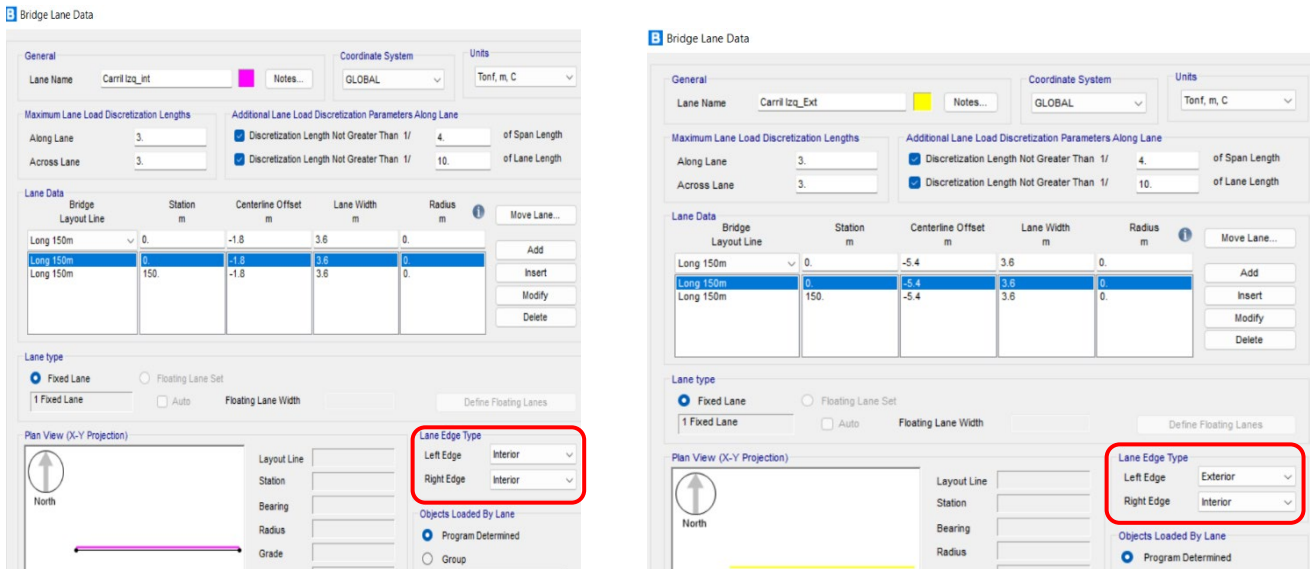 B Bridge Lane Data
General
Coordinate System
Units
Lane Name Carril Izq_int Notes... GLOBAL Tonf, m, C
Maximum Lane Load Discretization Lengths
Additional Lane Load Discretization Parameters Along Lane
Along Lane 3. Discretization Length Not Greater Than 1/ 4. of Span Length
Across Lane 3. Discretization Length Not Greater Than 1/ 10. of Lane Length
Lane Data
Bridge Station Centerline Offset Lane Width Radius
Layout Line m m m m Move Lane...
Long 150m 0. -1.8 3.6 0.
Add
Long 150m 0. -1.8 3.6 0.
Long 150m 150. -1.8 3.6 0. Insert
Modify
Delete
Lane type
Fixed Lane Floating Lane Set
1 Fixed Lane Auto Floating Lane Width Define Floating Lanes
Plan View (X-Y Projection)
Lane Edge Type
Layout Line Left Edge Interior
Station Right Edge Interior
North
Bearing
Objects Loaded By Lane
Radius Program Determined
Grade Group
B Bridge Lane Data
General
Coordinate System
Units
Lane Name Carril Izq_Ext Notes... GLOBAL Tonf, m, C
Maximum Lane Load Discretization Lengths
Additional Lane Load Discretization Parameters Along Lane
Along Lane 3. Discretization Length Not Greater Than 1/ 4. of Span Length
Across Lane 3. Discretization Length Not Greater Than 1/ 10. of Lane Length
Lane Data
Bridge Station Centerline Offset Lane Width Radius
Layout Line m m m m Move Lane...
Long 150m 0. -5.4 3.6 0.
Add
Long 150m 0. -5.4 3.6 0.
Long 150m 150. -5.4 3.6 0. Insert
Modify
Delete
Lane type
Fixed Lane Floating Lane Set
1 Fixed Lane Auto Floating Lane Width Define Floating Lanes
Plan View (X-Y Projection)
Lane Edge Type
Layout Line Left Edge Exterior
Station Right Edge Interior
North
Bearing
Objects Loaded By Lane
Radius Program Determined